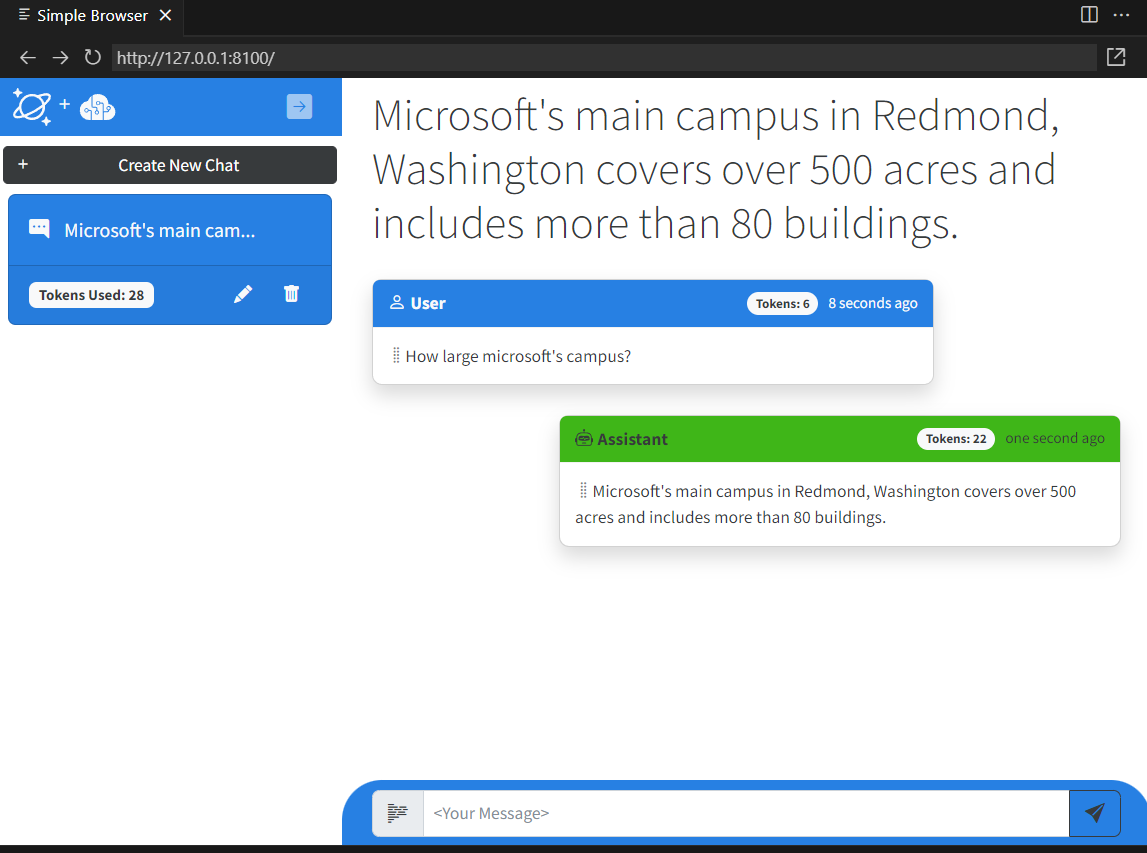 Simple Browser
http://127.0.0.1:8100/
+
+ Create New Chat
Microsoft's main cam...
Tokens Used: 28
Microsoft's main campus in Redmond,
Washington covers over 500 acres and
includes more than 80 buildings.
User Tokens: 6 8 seconds ago
How large microsoft's campus?
Assistant Tokens: 22 one second ago
Microsoft's main campus in Redmond, Washington covers over 500
acres and includes more than 80 buildings.
<Your Message>